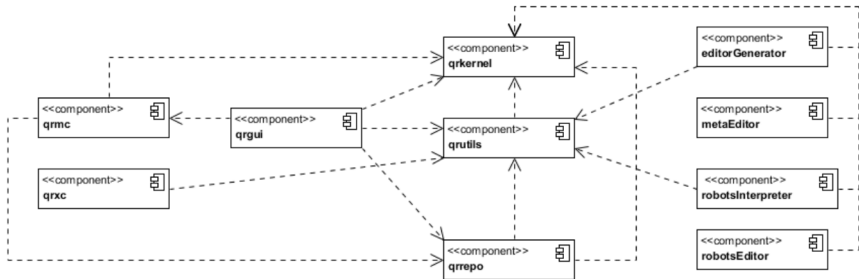 <<component>>
qrkernel
<<component>>
editorGenerator
<<component>>
qrmc
<<component>>
qrgui
<<component>>
qrutils
<<component>>
metaEditor
<<component>>
qrxc
<<component>>
robotsInterpreter
<<component>>
qrrepo
<<component>>
robotsEditor